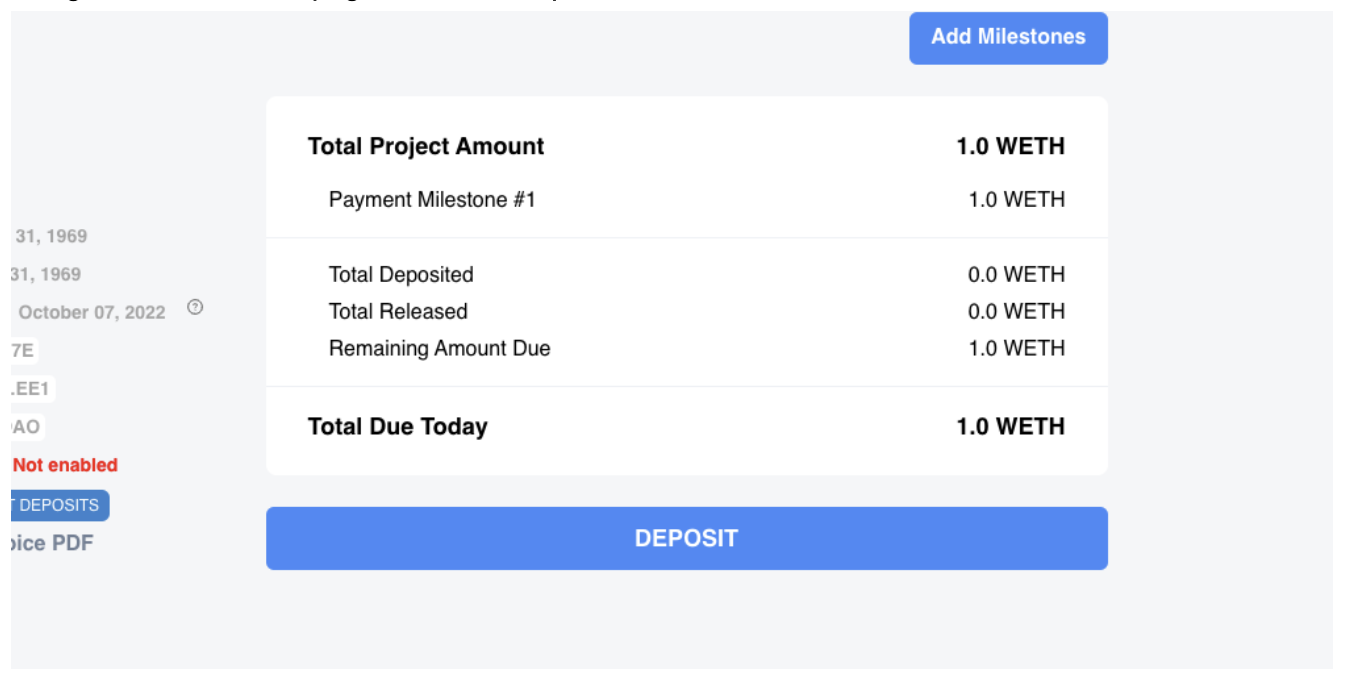 Add Milestones
Total Project Amount 1.0 WETH
Payment Milestone #1 1.0 WETH
31, 1969
31, 1969
Total Deposited 0.0 WETH
October 07, 2022 ?
Total Released 0.0 WETH
7E
Remaining Amount Due 1.0 WETH
.EE1
AO
Total Due Today 1.0 WETH
Not enabled
DEPOSITS
DEPOSIT
PDF